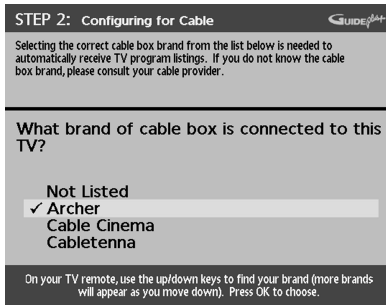 STEP 2: Configuring for Cable
GUIDE plus+
Selecting the correct cable box brand from the list below is needed to
automatically receive TV program listings. If you do not know the cable
box brand, please consult your cable provider.
What brand of cable box is connected to this
TV?
Not Listed
✓ Archer
Cable Cinema
Cabletenna
On your TV remote, use the up/down keys to find your brand (more brands
will appear as you move down). Press OK to choose.